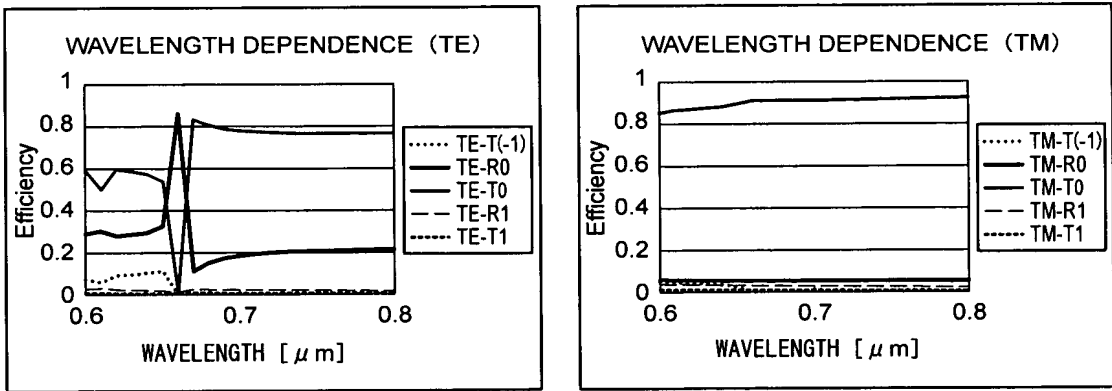 WAVELENGTH DEPENDENCE (TE)
1
0.8
0.6
0.4
0.2
0
Efficiency
0.6
0.7
0.8
WAVELENGTH [μm]
TE-T(-1)
TE-R0
TE-T0
TE-R1
TE-T1
WAVELENGTH DEPENDENCE (TM)
1
0.8
0.6
0.4
0.2
0
Efficiency
0.6
0.7
0.8
WAVELENGTH [μm]
TM-T(-1)
TM-R0
TM-T0
TM-R1
TM-T1